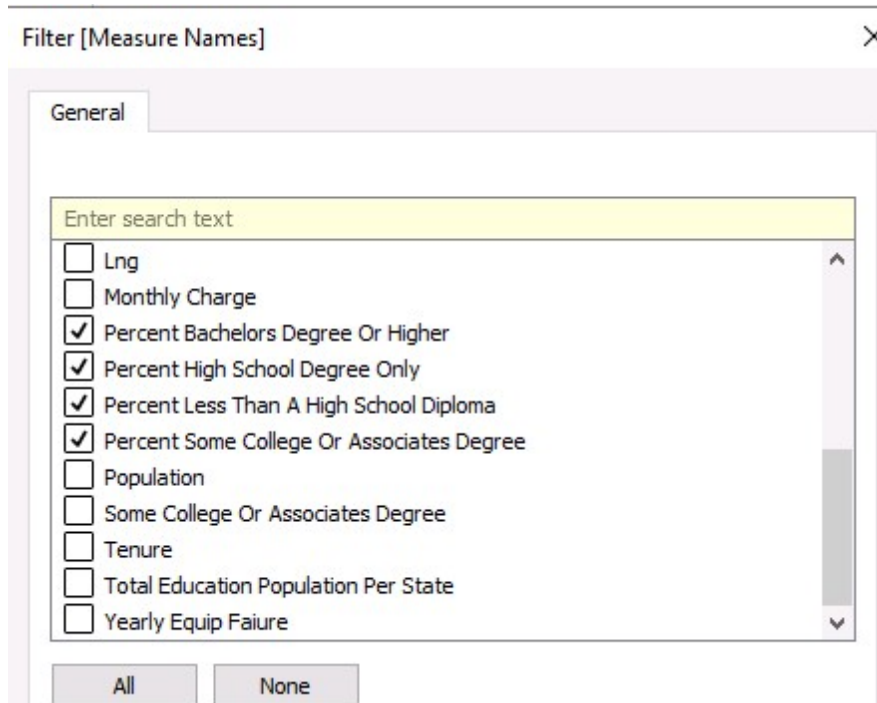 Filter [Measure Names]
General
Enter search text
Lng
Monthly Charge
Percent Bachelors Degree Or Higher
Percent High School Degree Only
Percent Less Than A High School Diploma
Percent Some College Or Associates Degree
Population
Some College Or Associates Degree
Tenure
Total Education Population Per State
Yearly Equip Faiure
All None